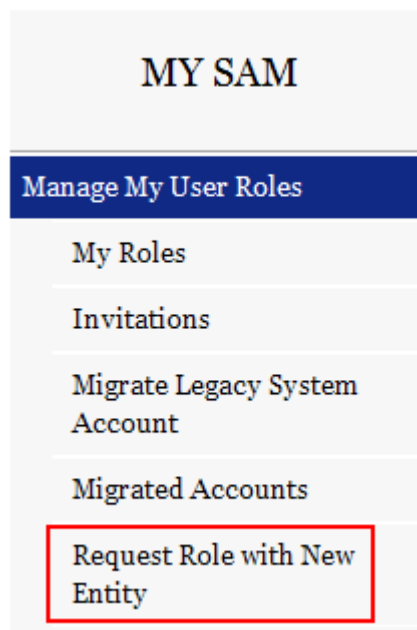 MY SAM
Manage My User Roles
My Roles
Invitations
Migrate Legacy System
Account
Migrated Accounts
Request Role with New
Entity